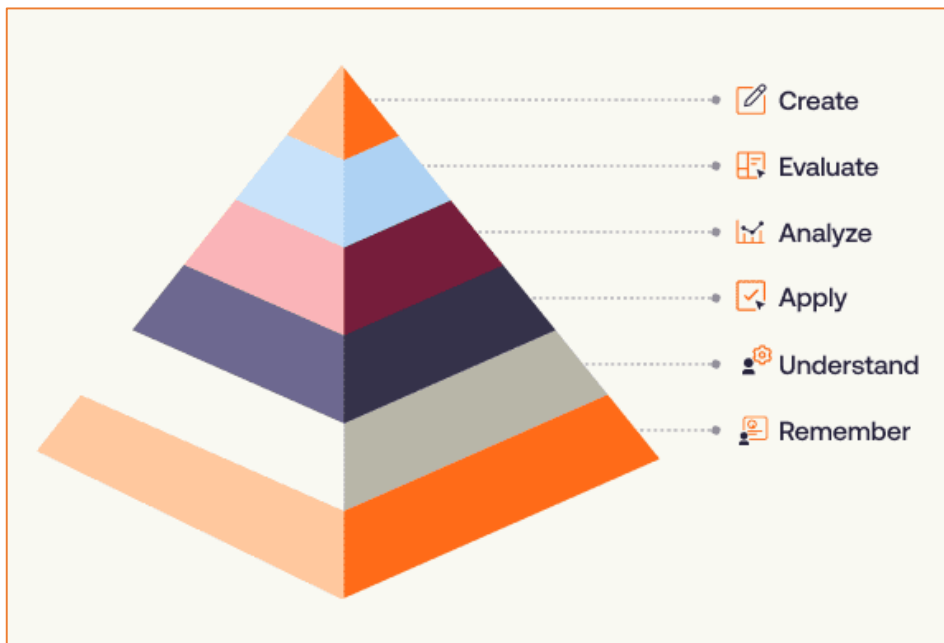 Create
Evaluate
Analyze
Apply
Understand
Remember